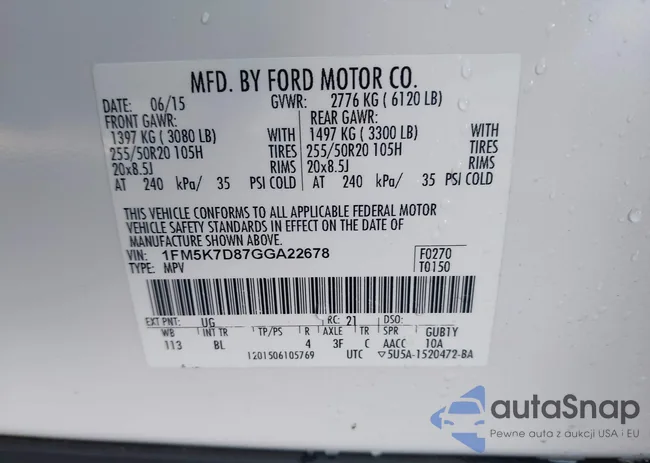 MFD. BY FORD MOTOR CO.
DATE: 06/15 GVWR: 2776 KG ( 6120 LB)
FRONT GAWR: REAR GAWR:
1397 KG ( 3080 LB) WITH 1497 KG ( 3300 LB) WITH
255/50R20 105H TIRES 255/50R20 105H TIRES
20x8.5J RIMS 20x8.5J RIMS
AT 240 kPa/ 35 PSI COLD AT 240 kPa/ 35 PSI COLD
THIS VEHICLE CONFORMS TO ALL APPLICABLE FEDERAL MOTOR
VEHICLE SAFETY STANDARDS IN EFFECT ON THE DATE OF
MANUFACTURE SHOWN ABOVE.
VIN: 1FM5K7D87GGA22678 F0270
TYPE: MPV T0150
EXT PNT: UG RC: 21 DSO:
WB INT TR TP/PS R AXLE TR SPR GUB1Y
113 BL 4 3F C AACC 10A
1201506105769 UTC ▽5U5A-1520472-BA
autoSnap
Pewne auta z aukcji USA i EU